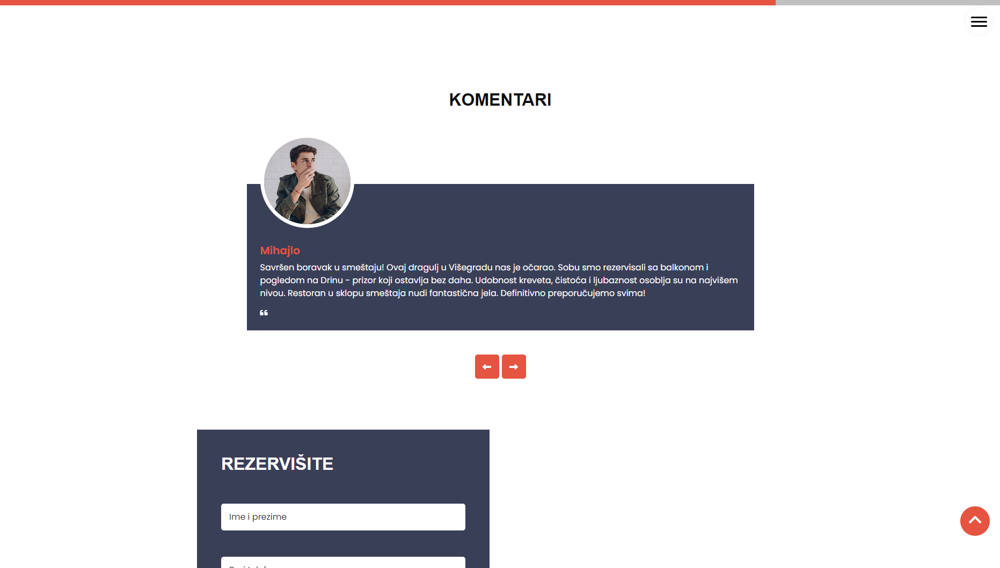 KOMENTARI
Mihajlo
Savršen boravak u smeštaju! Ovaj dragulj u Višegradu nas je očarao. Sobu smo rezervisali sa balkonom i
pogledom na Drinu - prizor koji ostavlja bez daha. Udobnost kreveta, čistoća i ljubaznost osoblja su na najvišem
nivou. Restoran u sklopu smeštaja nudi fantastična jela. Definitivno preporučujemo svima!
“
REZERVIŠITE
Ime i prezime